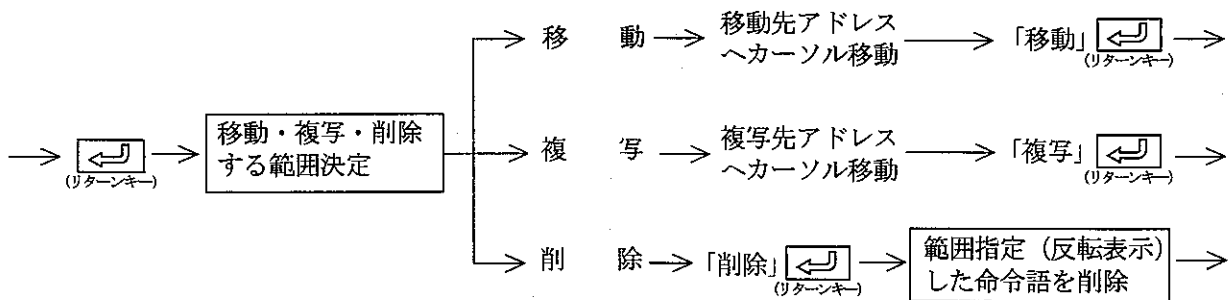 移動 移動先アドレス
へカーソル移動 「移動」
(リターンキー)
移動・複写・削除
する範囲決定
(リターンキー)
複写 複写先アドレス
へカーソル移動 「複写」
(リターンキー)
削除 「削除」
(リターンキー)
範囲指定（反転表示）
した命令語を削除